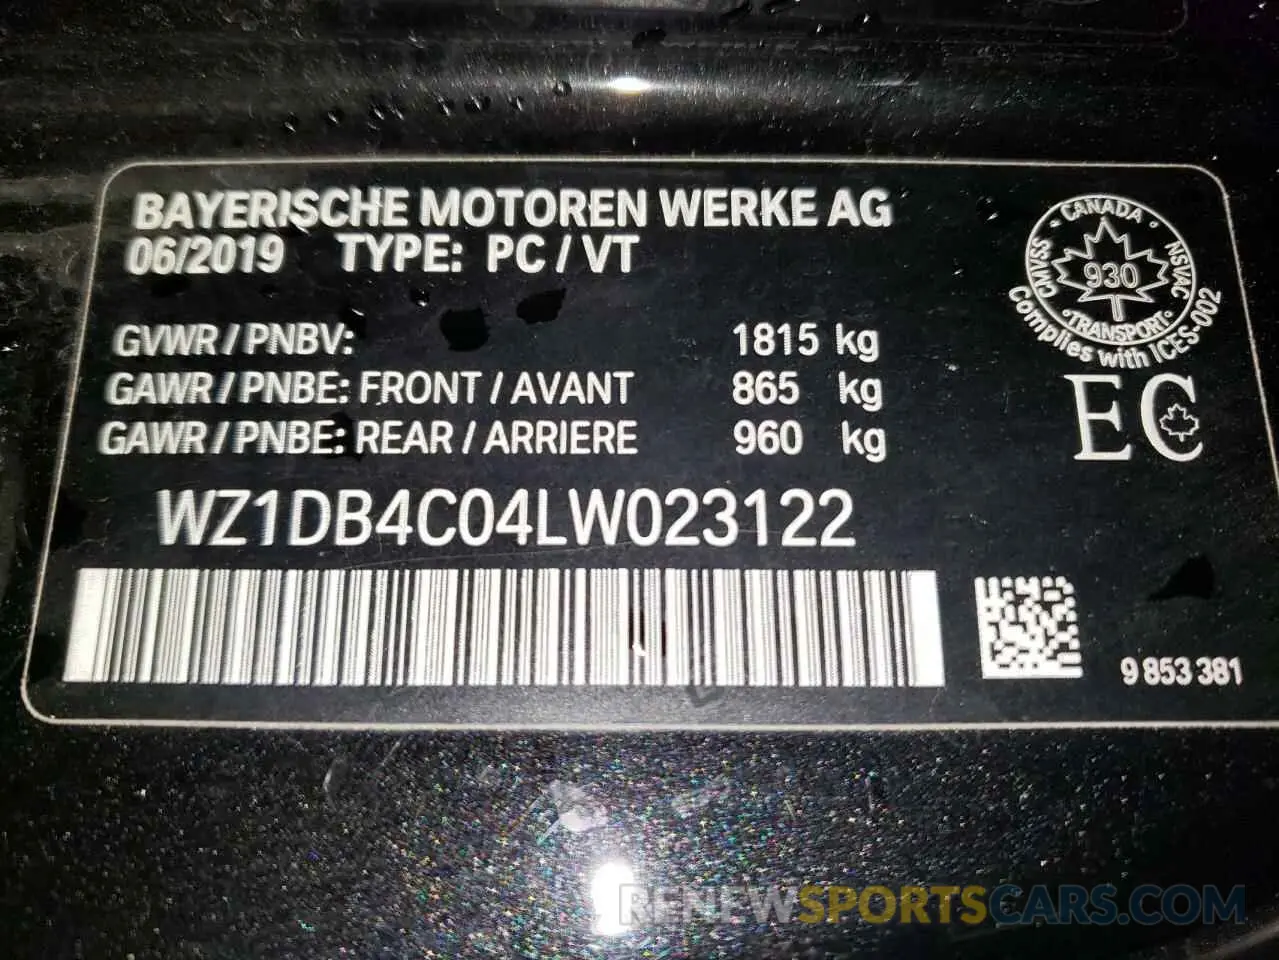 BAYERISCHE MOTOREN WERKE AG
06/2019 TYPE: PC / VT
CANADA
CMVSS NSVAC
930
TRANSPORT
Complies with ICES-002
GVWR / PNBV: 1815 kg
GAWR / PNBE: FRONT / AVANT 865 kg
GAWR / PNBE: REAR / ARRIERE 960 kg
EC
WZ1DB4C04LW023122
9 853 381
RENEWSPORTSCARS.COM